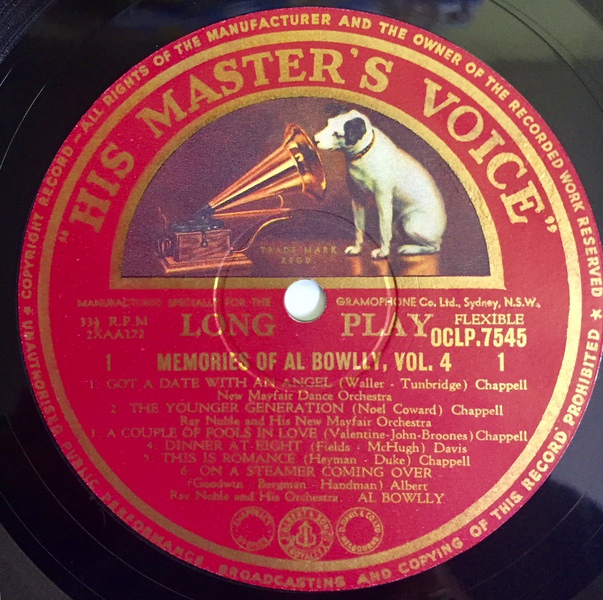 ★ COPYRIGHT RECORD—ALL RIGHTS OF THE MANUFACTURER AND THE OWNER OF THE RECORDED WORK RESERVED ★
"HIS MASTER'S VOICE"
TRADE MARK
REGD.
MANUFACTURED SPECIALLY FOR THE GRAMOPHONE Co. Ltd., Sydney, N.S.W.,
33⅓ R.P.M LONG PLAY FLEXIBLE
2XAA172 OCLP.7545
1 MEMORIES OF AL BOWLLY, VOL. 4 1
1. GOT A DATE WITH AN ANGEL (Waller - Tunbridge) Chappell
New Mayfair Dance Orchestra
2 THE YOUNGER GENERATION (Noel Coward) Chappell
Ray Noble and His New Mayfair Orchestra
3. A COUPLE OF FOOLS IN LOVE (Valentine-John-Broones) Chappell
4. DINNER AT EIGHT (Fields - McHugh) Davis
5 THIS IS ROMANCE (Heyman - Duke) Chappell
6: ON A STEAMER COMING OVER
(Goodwin - Bergman - Handman) Albert
Ray Noble and His Orchestra. AL BOWLLY
UNAUTHORISED PUBLIC PERFORMANCE, BROADCASTING AND COPYING OF THIS RECORD PROHIBITED